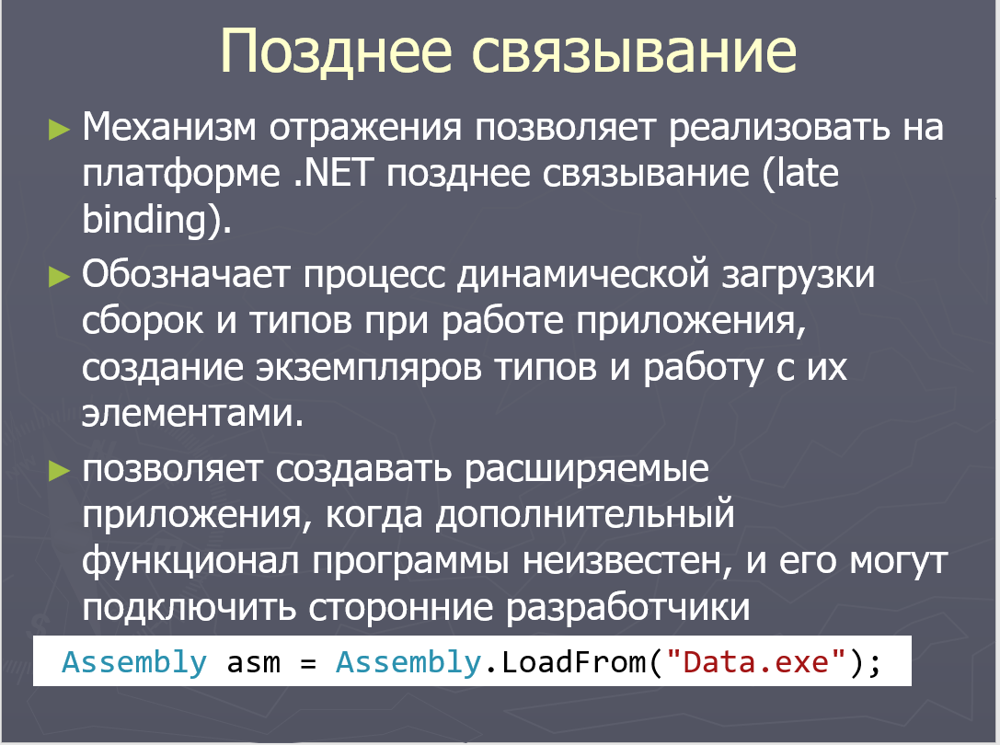 Позднее связывание
► Механизм отражения позволяет реализовать на
платформе .NET позднее связывание (late
binding).
► Обозначает процесс динамической загрузки
сборок и типов при работе приложения,
создание экземпляров типов и работу с их
элементами.
► позволяет создавать расширяемые
приложения, когда дополнительный
функционал программы неизвестен, и его могут
подключить сторонние разработчики
Assembly asm = Assembly.LoadFrom("Data.exe");